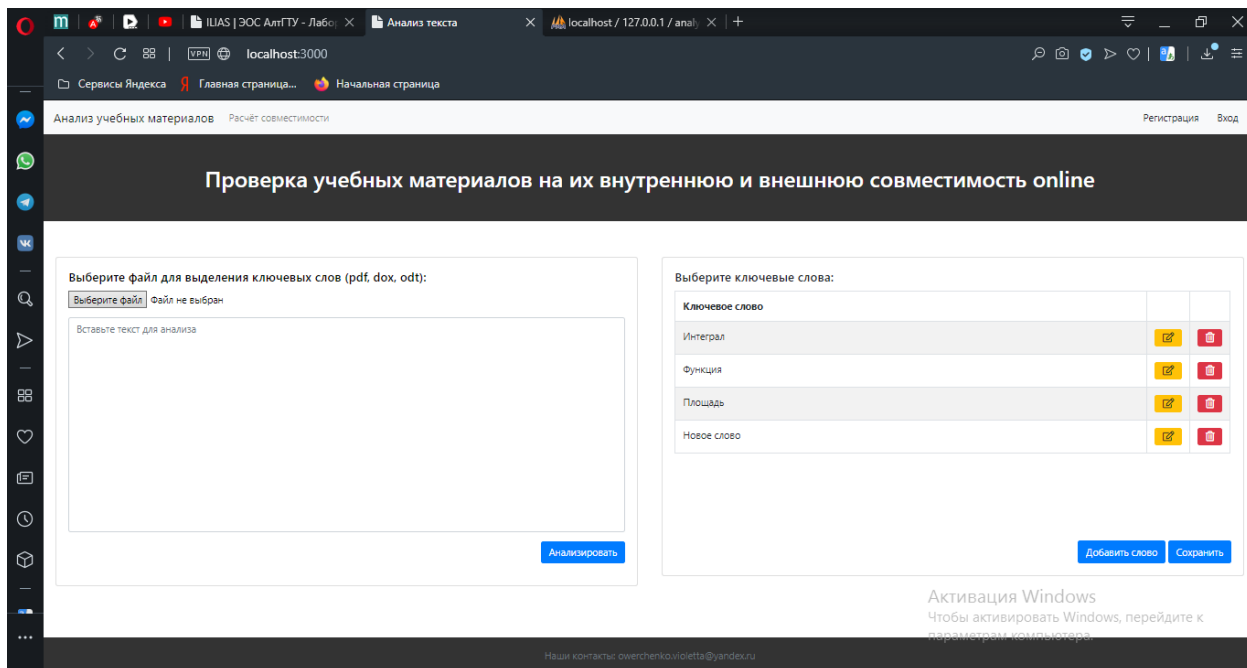 ILIAS | ЭОС АлтГТУ - Лабор
Анализ текста
localhost / 127.0.0.1 / analy
VPN
localhost:3000
Сервисы Яндекса
Главная страница...
Начальная страница
Анализ учебных материалов
Расчёт совместимости
Регистрация
Вход
Проверка учебных материалов на их внутреннюю и внешнюю совместимость online
Выберите файл для выделения ключевых слов (pdf, dox, odt):
Выберите файл
Файл не выбран
Вставьте текст для анализа
Анализировать
Выберите ключевые слова:
Ключевое слово
Интеграл
Функция
Площадь
Новое слово
Добавить слово
Сохранить
Активация Windows
Чтобы активировать Windows, перейдите к
параметрам компьютера.
Наши контакты: owerchenko.violetta@yandex.ru